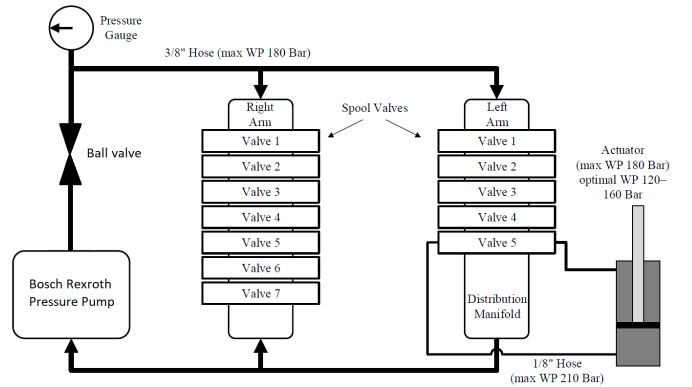 Pressure
Gauge
3/8" Hose (max WP 180 Bar)
Ball valve
Bosch Rexroth
Pressure Pump
Right
Arm
Valve 1
Valve 2
Valve 3
Valve 4
Valve 5
Valve 6
Valve 7
Spool Valves
Left
Arm
Valve 1
Valve 2
Valve 3
Valve 4
Valve 5
Distribution
Manifold
Actuator
(max WP 180 Bar)
optimal WP 120–
160 Bar
1/8" Hose
(max WP 210 Bar)